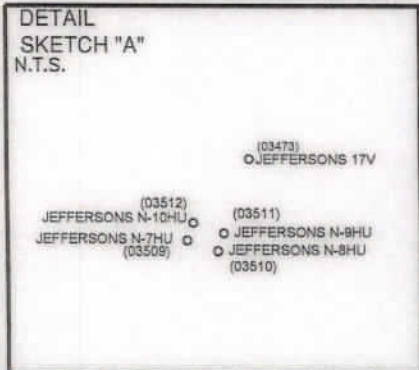 DETAIL
SKETCH "A"
N.T.S.
(03473)
JEFFERSONS 17V
(03512)
JEFFERSONS N-10HU
(03511)
JEFFERSONS N-9HU
JEFFERSONS N-7HU
(03509)
JEFFERSONS N-8HU
(03510)